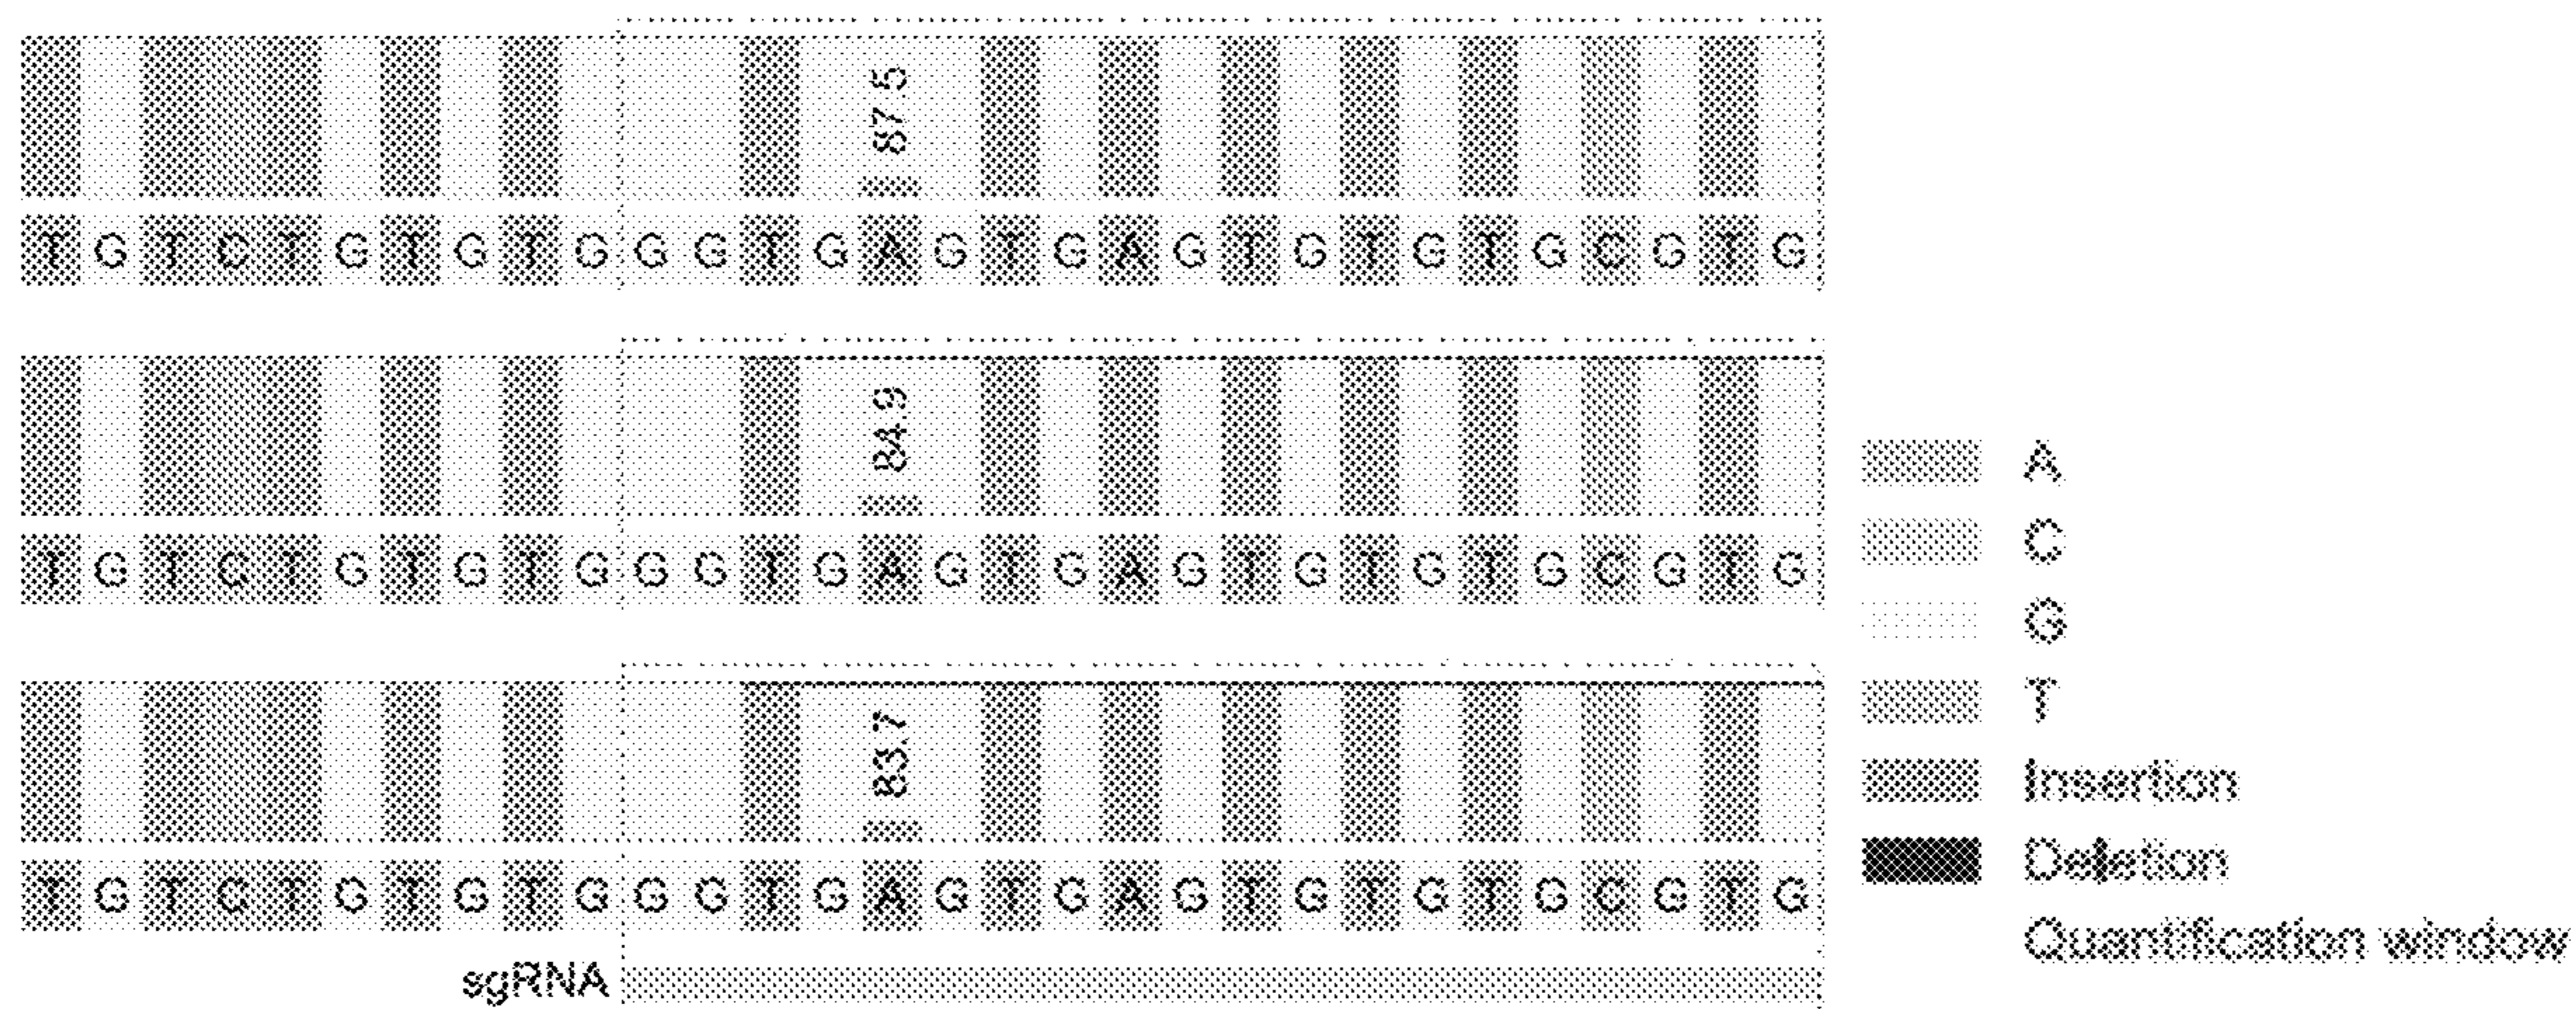 87.5
T G T C T G T G T G G G T G A G T G A G T G T G T G C G T G
84.9
T G T C T G T G T G G G T G A G T G A G T G T G T G C G T G
83.7
T G T C T G T G T G G G T G A G T G A G T G T G T G C G T G
sgRNA
A
C
G
T
Insertion
Deletion
Quantification window